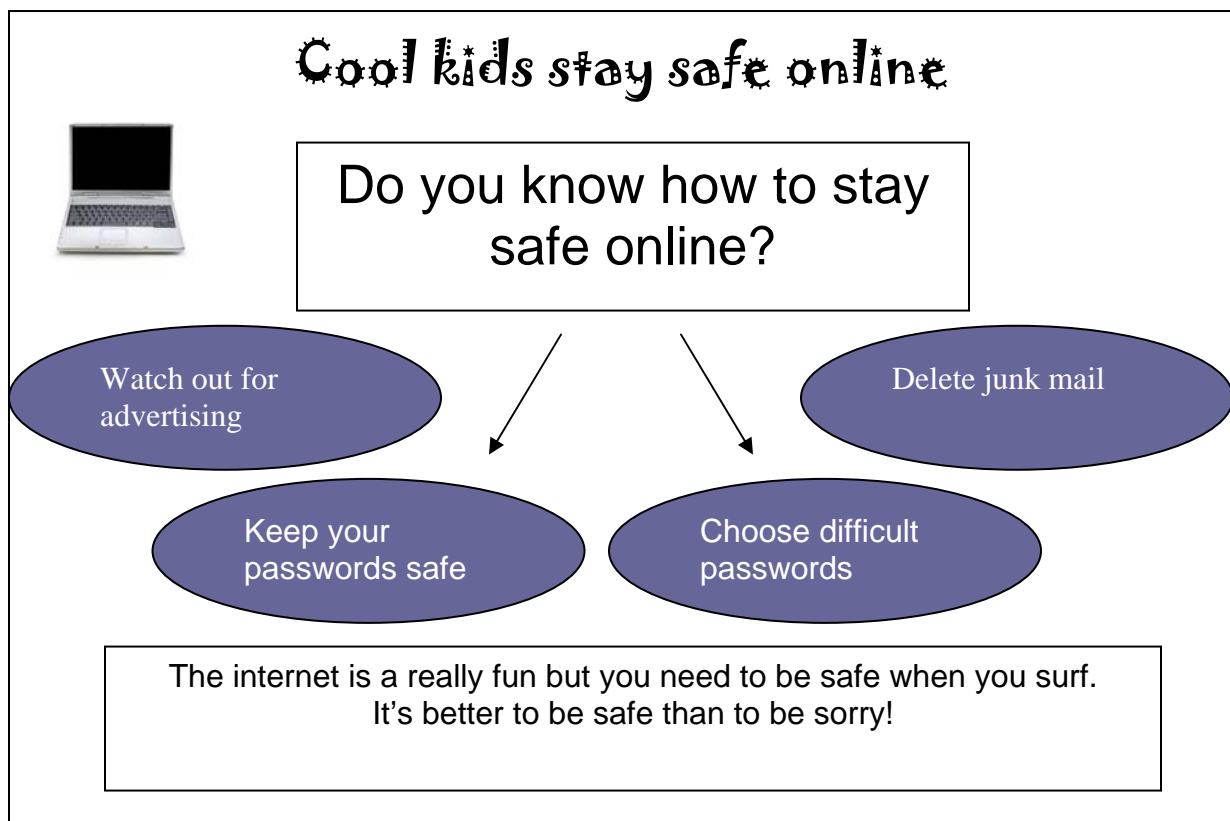 Cool kids stay safe online
Do you know how to stay
safe online?
Watch out for
advertising
Delete junk mail
Keep your
passwords safe
Choose difficult
passwords
The internet is a really fun but you need to be safe when you surf.
It's better to be safe than to be sorry!